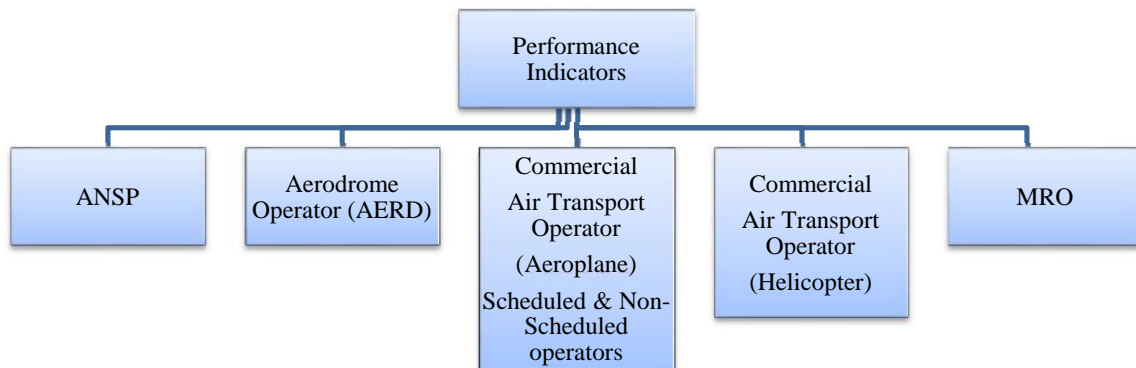 Performance
Indicators
ANSP
Aerodrome
Operator (AERD)
Commercial
Air Transport
Operator
(Aeroplane)
Scheduled & Non-
Scheduled
operators
Commercial
Air Transport
Operator
(Helicopter)
MRO